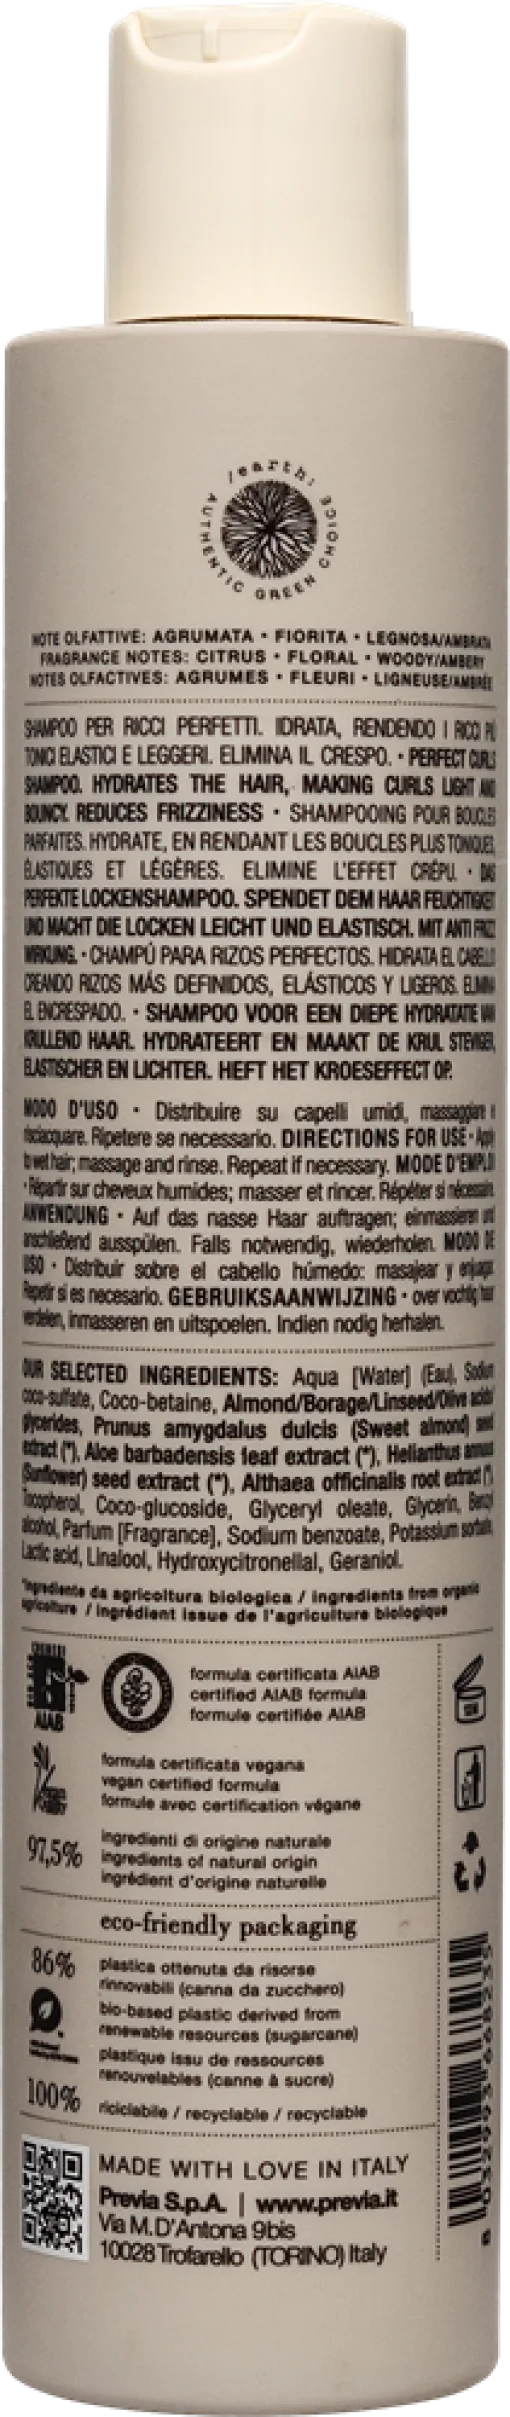 /earth:
AUTHENTIC GREEN CHOICE
NOTE OLFATTIVE: AGRUMATA • FIORITA • LEGNOSA/AMBRATA
FRAGRANCE NOTES: CITRUS • FLORAL • WOODY/AMBERY
NOTES OLFACTIVES: AGRUMES • FLEURI • LIGNEUSE/AMBRÉE
SHAMPOO PER RICCI PERFETTI. IDRATA, RENDENDO I RICCI PIÙ
TONICI ELASTICI E LEGGERI. ELIMINA IL CRESPO. • PERFECT CURLS
SHAMPOO. HYDRATES THE HAIR, MAKING CURLS LIGHT AND
BOUNCY. REDUCES FRIZZINESS • SHAMPOOING POUR BOUCLES
PARFAITES. HYDRATE, EN RENDANT LES BOUCLES PLUS TONIQUES,
ÉLASTIQUES ET LÉGÈRES. ELIMINE L'EFFET CRÉPU. • DAS
PERFEKTE LOCKENSHAMPOO. SPENDET DEM HAAR FEUCHTIGKEIT
UND MACHT DIE LOCKEN LEICHT UND ELASTISCH. MIT ANTI FRIZZ
WIRKUNG. • CHAMPÚ PARA RIZOS PERFECTOS. HIDRATA EL CABELLO
CREANDO RIZOS MÁS DEFINIDOS, ELÁSTICOS Y LIGEROS. ELIMINA
EL ENCRESPADO. • SHAMPOO VOOR EEN DIEPE HYDRATATIE VAN
KRULLEND HAAR. HYDRATEERT EN MAAKT DE KRUL STEVIGER,
ELASTISCHER EN LICHTER. HEFT HET KROESEFFECT OP.
MODO D'USO • Distribuire su capelli umidi, massaggiare e
risciacquare. Ripetere se necessario. DIRECTIONS FOR USE • Apply
to wet hair; massage and rinse. Repeat if necessary. MODE D'EMPLOI
• Répartir sur cheveux humides; masser et rincer. Répéter si nécessaire.
ANWENDUNG • Auf das nasse Haar auftragen; einmassieren und
anschließend ausspülen. Falls notwendig, wiederholen. MODO DE
USO • Distribuir sobre el cabello húmedo: masajear y enjuagar.
Repetir si es necesario. GEBRUIKSAANWIJZING • over vochtig haar
verdelen, inmasseren en uitspoelen. Indien nodig herhalen.
OUR SELECTED INGREDIENTS: Aqua [Water] (Eau), Sodium
coco-sulfate, Coco-betaine, Almond/Borage/Linseed/Olive acids/
glycerides, Prunus amygdalus dulcis (Sweet almond) seed
extract (*), Aloe barbadensis leaf extract (*), Helianthus annuus
(Sunflower) seed extract (*), Althaea officinalis root extract (*),
Tocopherol, Coco-glucoside, Glyceryl oleate, Glycerin, Benzyl
alcohol, Parfum [Fragrance], Sodium benzoate, Potassium sorbate,
Lactic acid, Linalool, Hydroxycitronellal, Geraniol.
*ingrediente da agricoltura biologica / ingredients from organic
agriculture / ingrédient issue de l'agriculture biologique
AIAB
formula certificata AIAB
certified AIAB formula
formule certifiée AIAB
12M
formula certificata vegana
vegan certified formula
formule avec certification végane
97,5%
ingredienti di origine naturale
ingredients of natural origin
ingrédient d'origine naturelle
eco-friendly packaging
86%
plastica ottenuta da risorse
rinnovabili (canna da zucchero)
bio-based plastic derived from
renewable resources (sugarcane)
plastique issu de ressources
renouvelables (canne à sucre)
100%
riciclabile / recyclable / recyclable
MADE WITH LOVE IN ITALY
Previa S.p.A. | www.previa.it
Via M.D'Antona 9bis
10028 Trofarello (TORINO) Italy